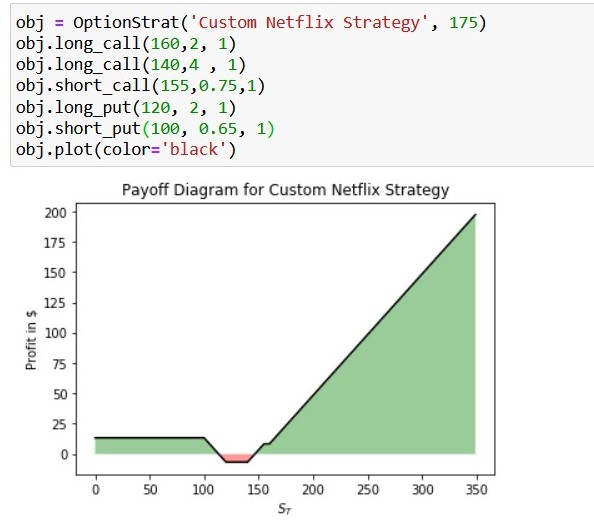 obj = OptionStrat('Custom Netflix Strategy', 175)
obj.long_call(160,2, 1)
obj.long_call(140,4 , 1)
obj.short_call(155,0.75,1)
obj.long_put(120, 2, 1)
obj.short_put(100, 0.65, 1)
obj.plot(color='black')
Payoff Diagram for Custom Netflix Strategy
200
175
150
125
100
75
50
25
0
Profit in $
0 50 100 150 200 250 300 350
S_T